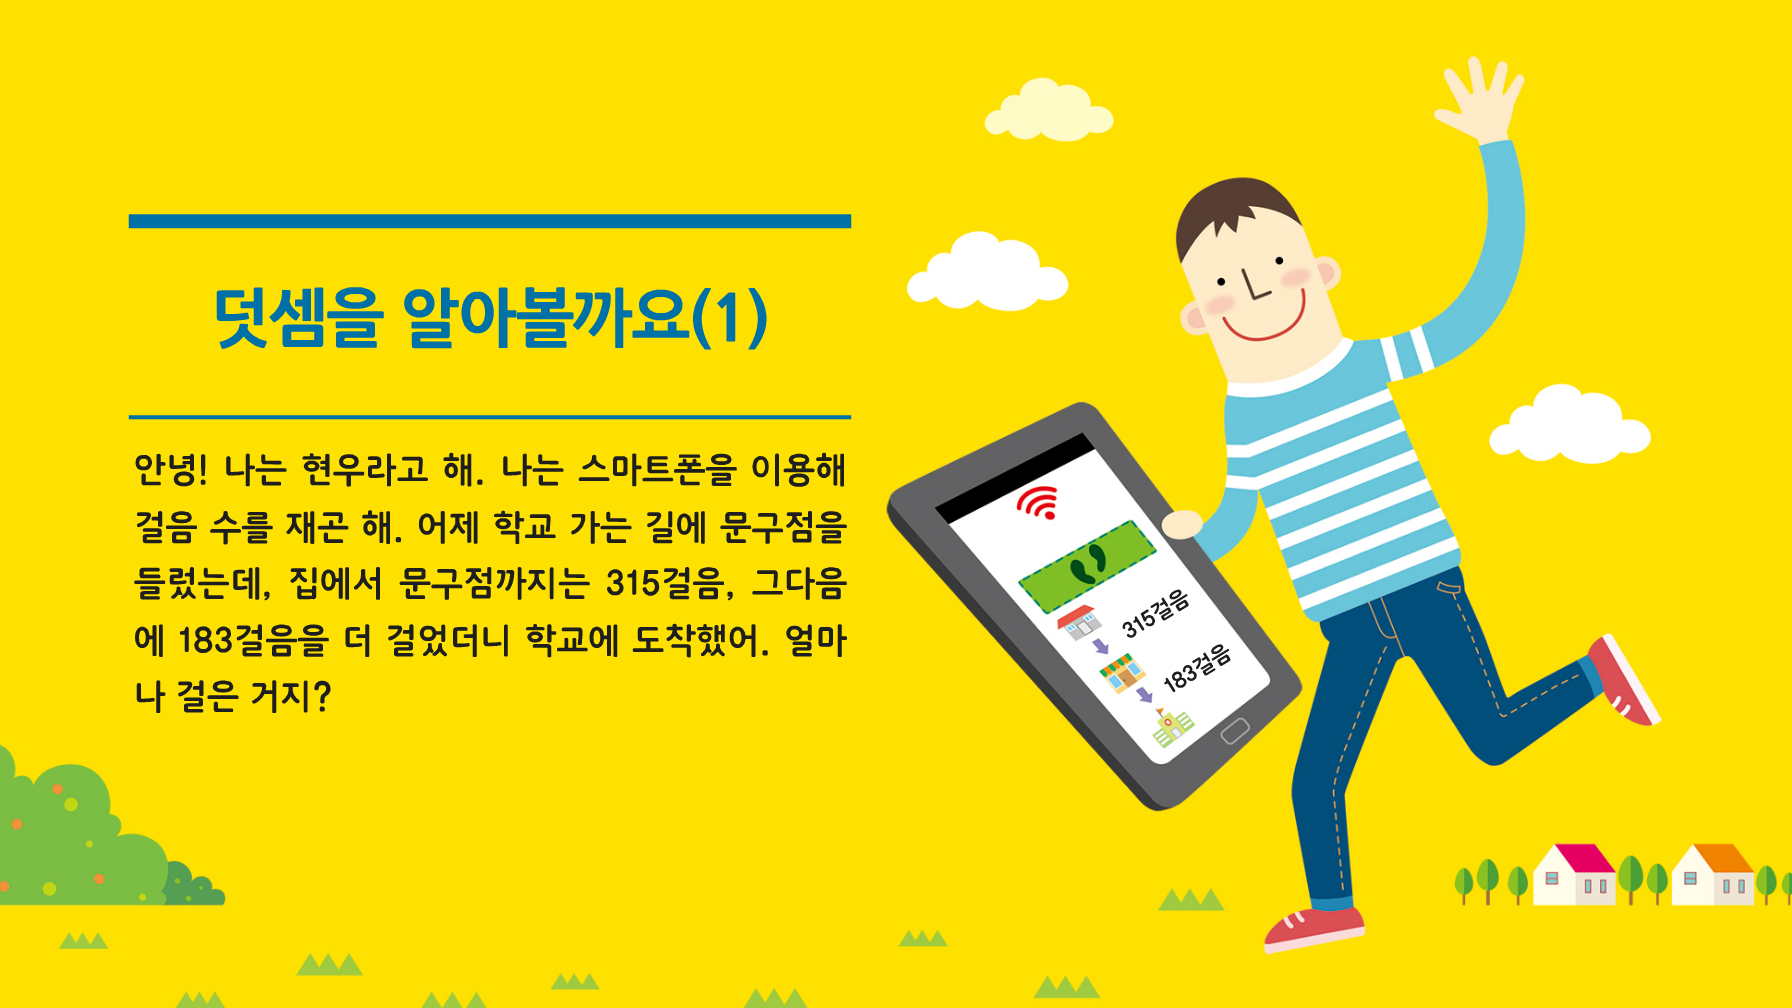 덧셈을 알아볼까요(1)
안녕! 나는 현우라고 해. 나는 스마트폰을 이용해
걸음 수를 재곤 해. 어제 학교 가는 길에 문구점을
들렀는데, 집에서 문구점까지는 315걸음, 그다음
에 183걸음을 더 걸었더니 학교에 도착했어. 얼마
나 걸은 거지?
315걸음
183걸음